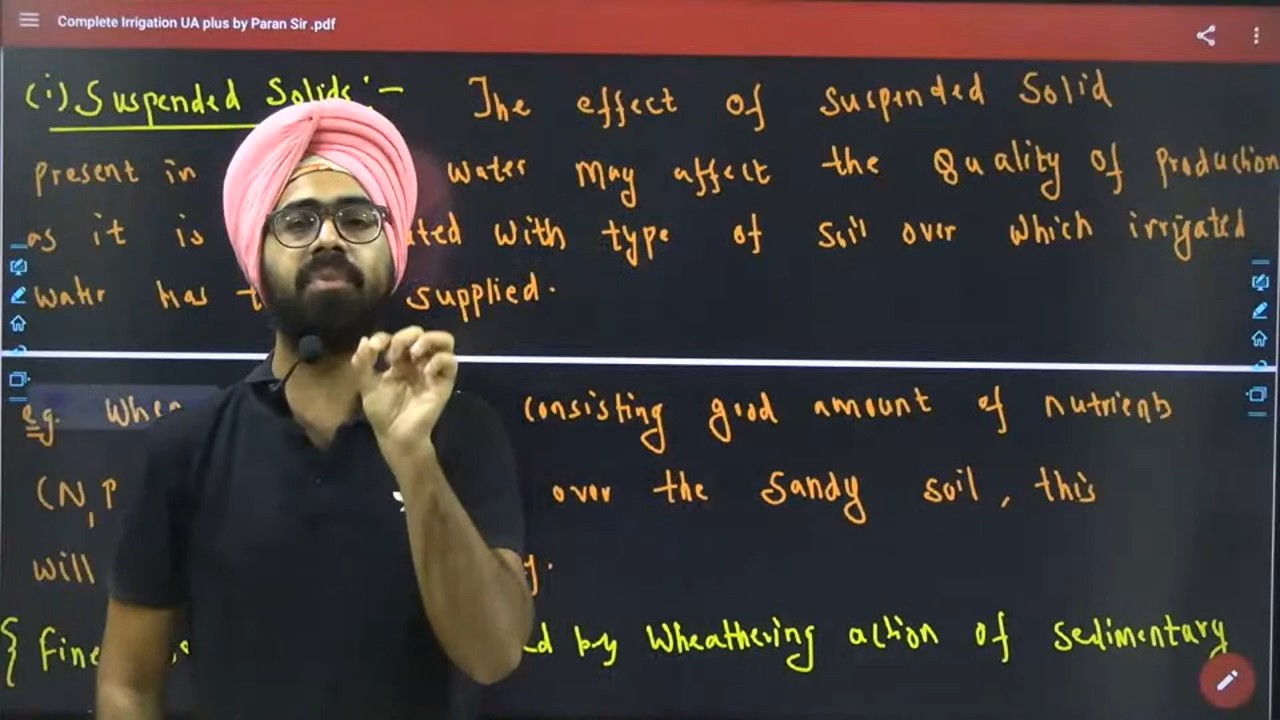 Complete Irrigation UA plus by Paran Sir .pdf
(i) Suspended Solids :- The effect of Suspended Solid
present in water may affect the Quality of production
as it is with type of soil over which irrigated
water has supplied.
e.g. consisting good amount of nutrients
(N, P over the Sandy soil, this
will
{ fine by wheathering action of sedimentary